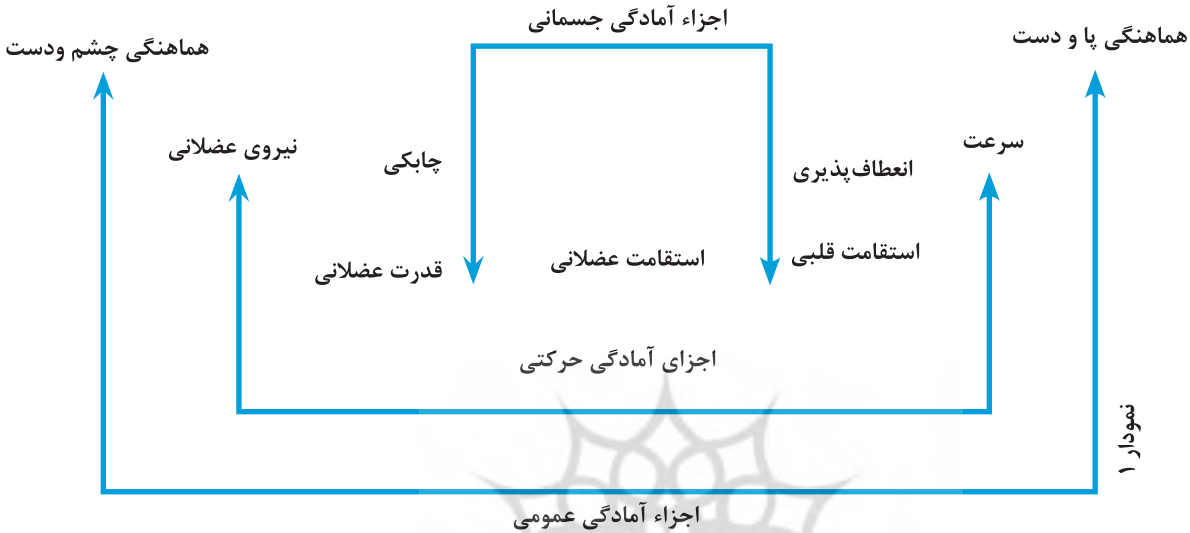 اجزاء آمادگی جسمانی
هماهنگی پا و دست
هماهنگی چشم ودست
سرعت
نیروی عضلانی
انعطاف‌پذیری
چابکی
استقامت قلبی
استقامت عضلانی
قدرت عضلانی
اجزای آمادگی حرکتی
نمودار ۱
اجزاء آمادگی عمومی